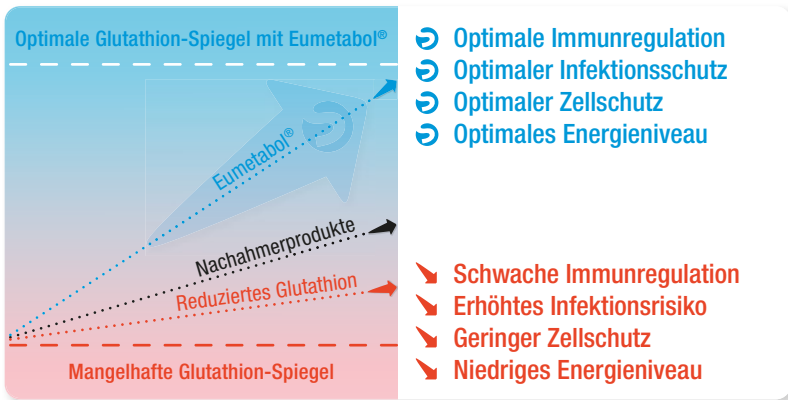 Optimale Glutathion-Spiegel mit Eumetabol®
Eumetabol®
Nachahmerprodukte
Reduziertes Glutathion
Mangelhafte Glutathion-Spiegel
Optimale Immunregulation
Optimaler Infektionsschutz
Optimaler Zellschutz
Optimales Energieniveau
Schwache Immunregulation
Erhöhtes Infektionsrisiko
Geringer Zellschutz
Niedriges Energieniveau